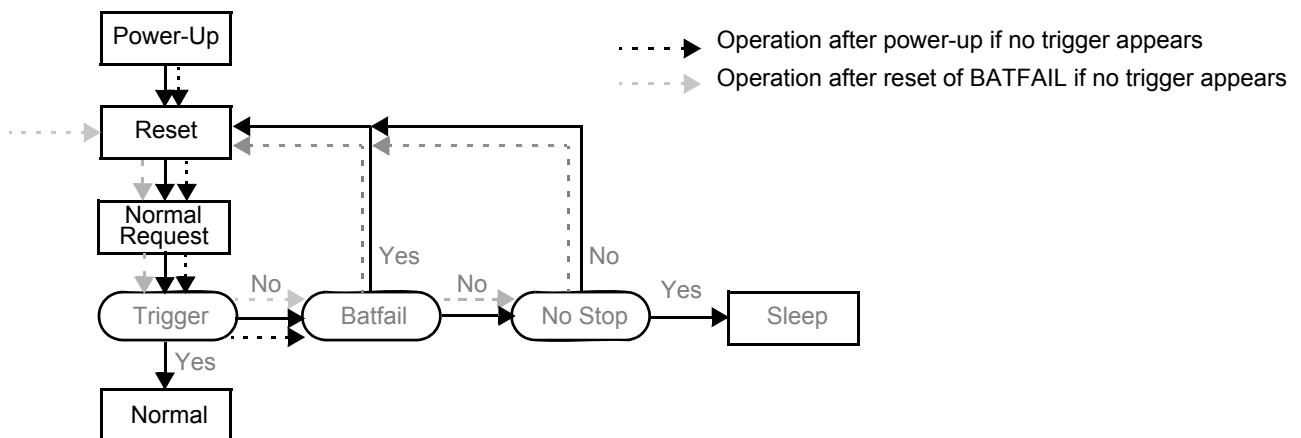 Power-Up
Operation after power-up if no trigger appears
Operation after reset of BATFAIL if no trigger appears
Reset
Normal
Request
Yes
No
No
No
Yes
Trigger
Batfail
No Stop
Sleep
Yes
Normal